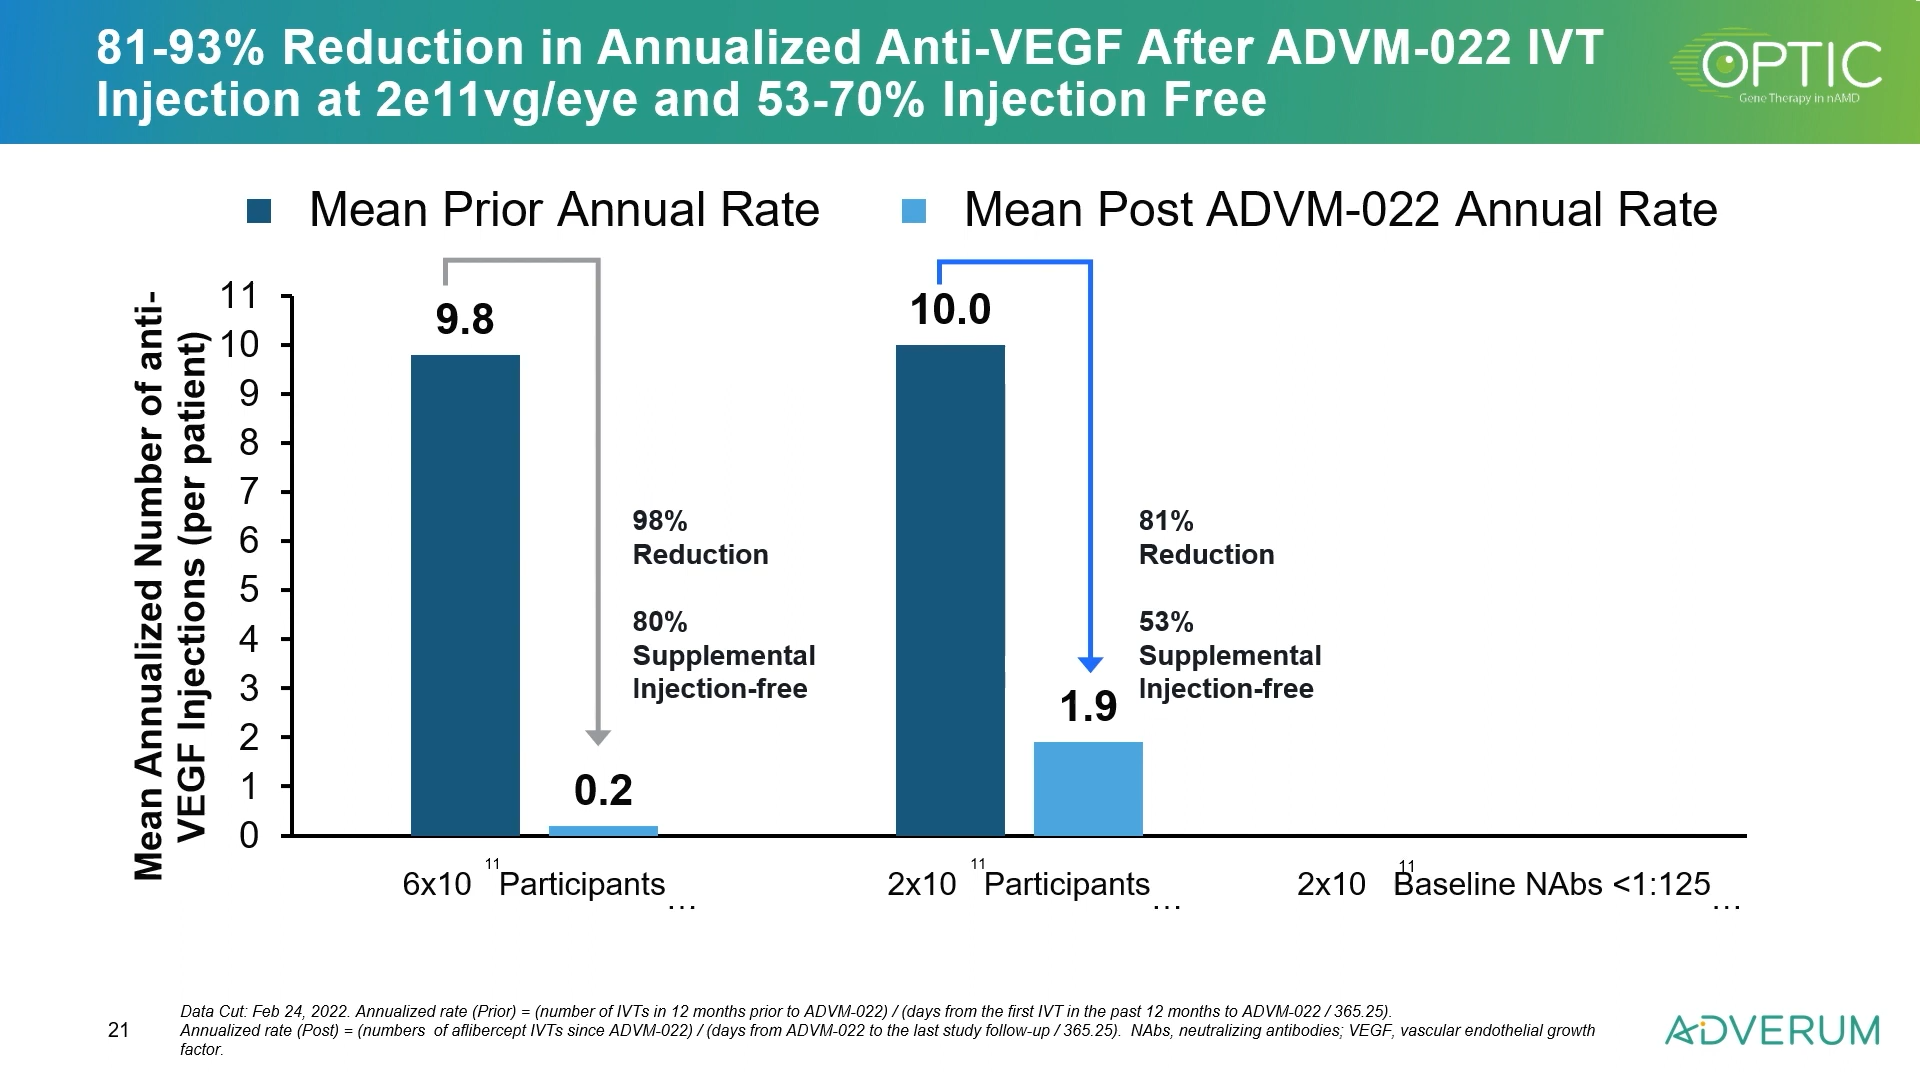 81-93% Reduction in Annualized Anti-VEGF After ADVM-022 IVT
Injection at 2e11vg/eye and 53-70% Injection Free
OPTIC
Gene Therapy in nAMD
Mean Prior Annual Rate
Mean Post ADVM-022 Annual Rate
Mean Annualized Number of anti-
VEGF Injections (per patient)
11
10
9
8
7
6
5
4
3
2
1
0
9.8
0.2
98%
Reduction
80%
Supplemental
Injection-free
10.0
1.9
81%
Reduction
53%
Supplemental
Injection-free
6x10 11 Participants…
2x10 11 Participants…
2x10 11 Baseline NAbs <1:125…
Data Cut: Feb 24, 2022. Annualized rate (Prior) = (number of IVTs in 12 months prior to ADVM-022) / (days from the first IVT in the past 12 months to ADVM-022 / 365.25).
Annualized rate (Post) = (numbers of aflibercept IVTs since ADVM-022) / (days from ADVM-022 to the last study follow-up / 365.25). NAbs, neutralizing antibodies; VEGF, vascular endothelial growth
factor.
21
ADVERUM